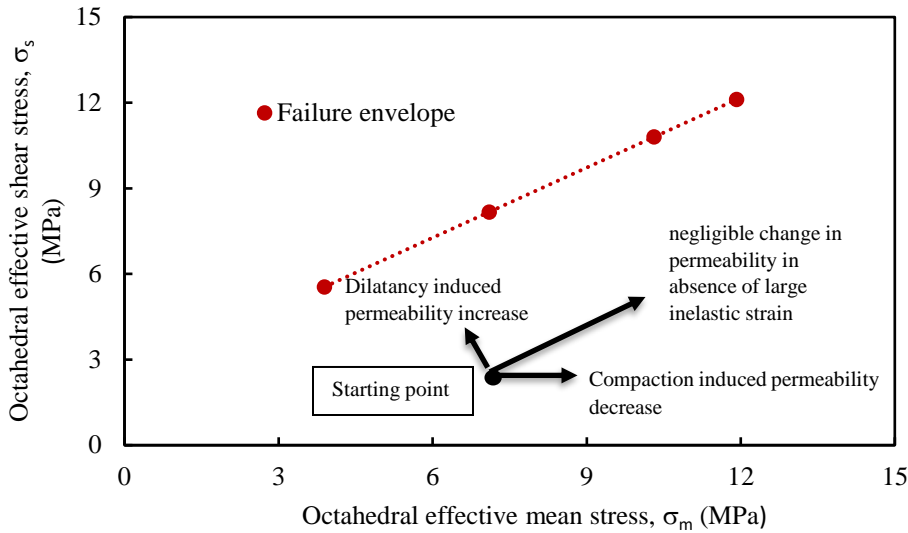 Octahedral effective shear stress, σs
(MPa)
15
12
9
6
3
0
Failure envelope
negligible change in
permeability in
absence of large
inelastic strain
Dilatancy induced
permeability increase
Starting point
Compaction induced permeability
decrease
0
3
6
9
12
15
Octahedral effective mean stress, σm (MPa)